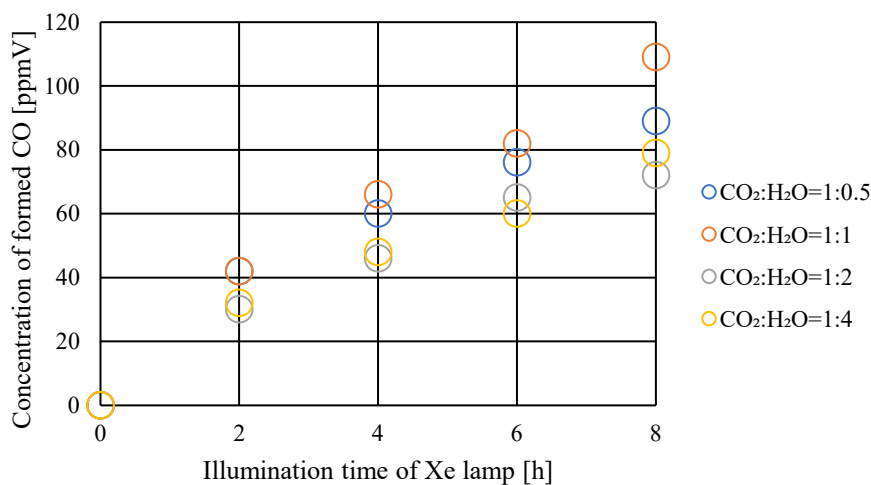 Concentration of formed CO [ppmV]
120
100
80
60
40
20
0
0 2 4 6 8
Illumination time of Xe lamp [h]
CO₂:H₂O=1:0.5
CO₂:H₂O=1:1
CO₂:H₂O=1:2
CO₂:H₂O=1:4